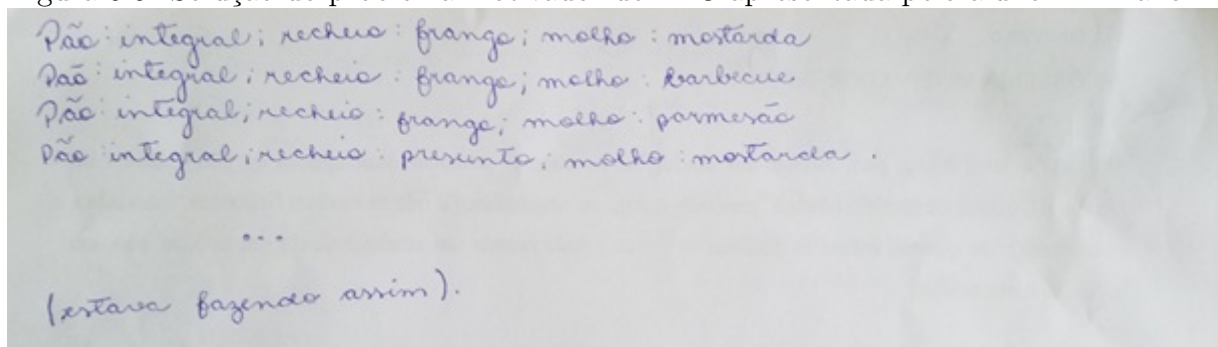 Pão: integral; recheio: frango; molho: mostarda
Paõ: integral; recheio: frango; molho: barbecue
Pão: integral; recheio: frango; molho: parmesão
Pão integral; recheio: presunto; molho: mostarda.
...
(estava fazendo assim).